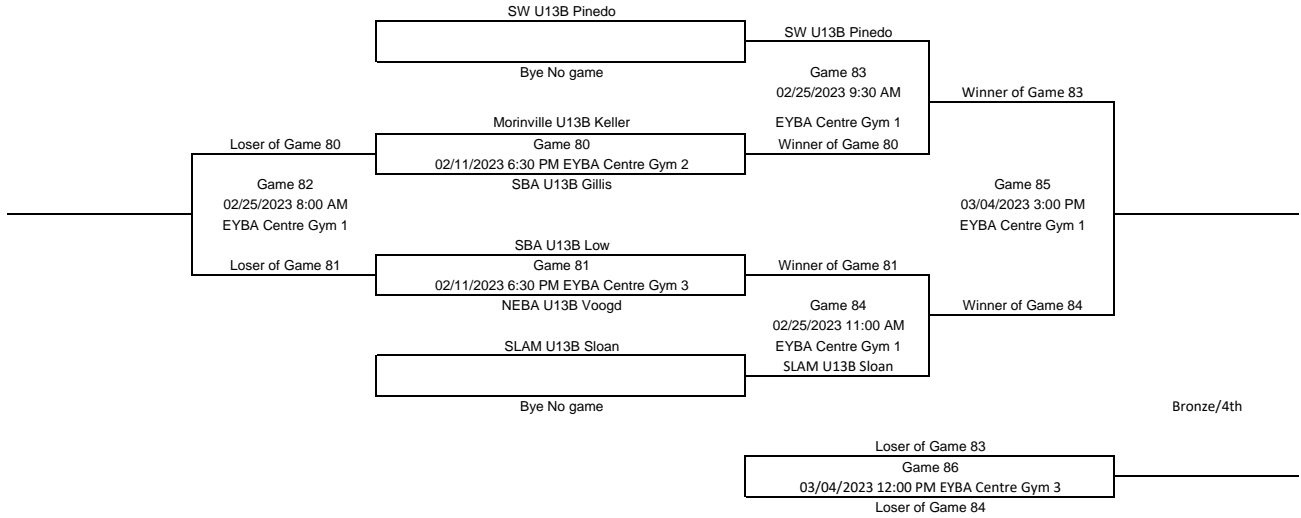 SW U13B Pinedo
SW U13B Pinedo
Bye No game
Game 83
02/25/2023 9:30 AM
Winner of Game 83
Morinville U13B Keller
EYBA Centre Gym 1
Loser of Game 80
Game 80
Winner of Game 80
02/11/2023 6:30 PM EYBA Centre Gym 2
Game 82
SBA U13B Gillis
Game 85
02/25/2023 8:00 AM
03/04/2023 3:00 PM
EYBA Centre Gym 1
EYBA Centre Gym 1
SBA U13B Low
Loser of Game 81
Game 81
Winner of Game 81
02/11/2023 6:30 PM EYBA Centre Gym 3
NEBA U13B Voogd
Game 84
Winner of Game 84
02/25/2023 11:00 AM
SLAM U13B Sloan
EYBA Centre Gym 1
SLAM U13B Sloan
Bye No game
Bronze/4th
Loser of Game 83
Game 86
03/04/2023 12:00 PM EYBA Centre Gym 3
Loser of Game 84